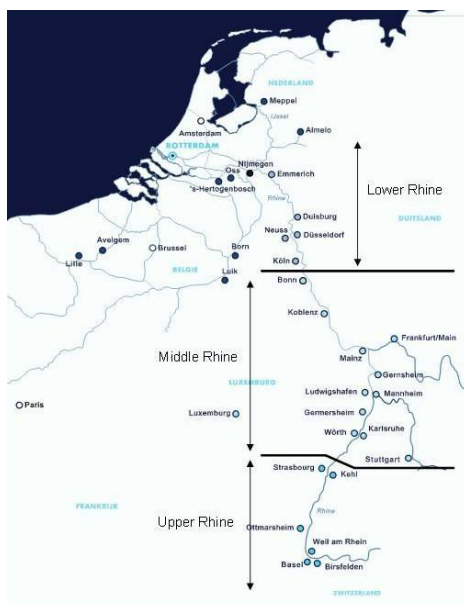 NEDERLAND
Meppel
IJssel
Amsterdam
Almelo
ROTTERDAM
Nijmegen
Oss
Emmerich
's-Hertogenbosch
Lower Rhine
Rhine
Duisburg
DUITSLAND
Neuss
Düsseldorf
Avelgem
Brussel
Born
Köln
Lille
BELGIE
Luik
Bonn
Koblenz
Frankfurt/Main
Middle Rhine
Mainz
Gernsheim
LUXEMBURG
Ludwigshafen
Mannheim
Paris
Luxemburg
Germersheim
Wörth
Karlsruhe
Stuttgart
Strasbourg
Kehl
FRANKRIJK
Rhine
Upper Rhine
Ottmarsheim
Weil am Rhein
Basel
Birsfelden
ZWITZERLAND